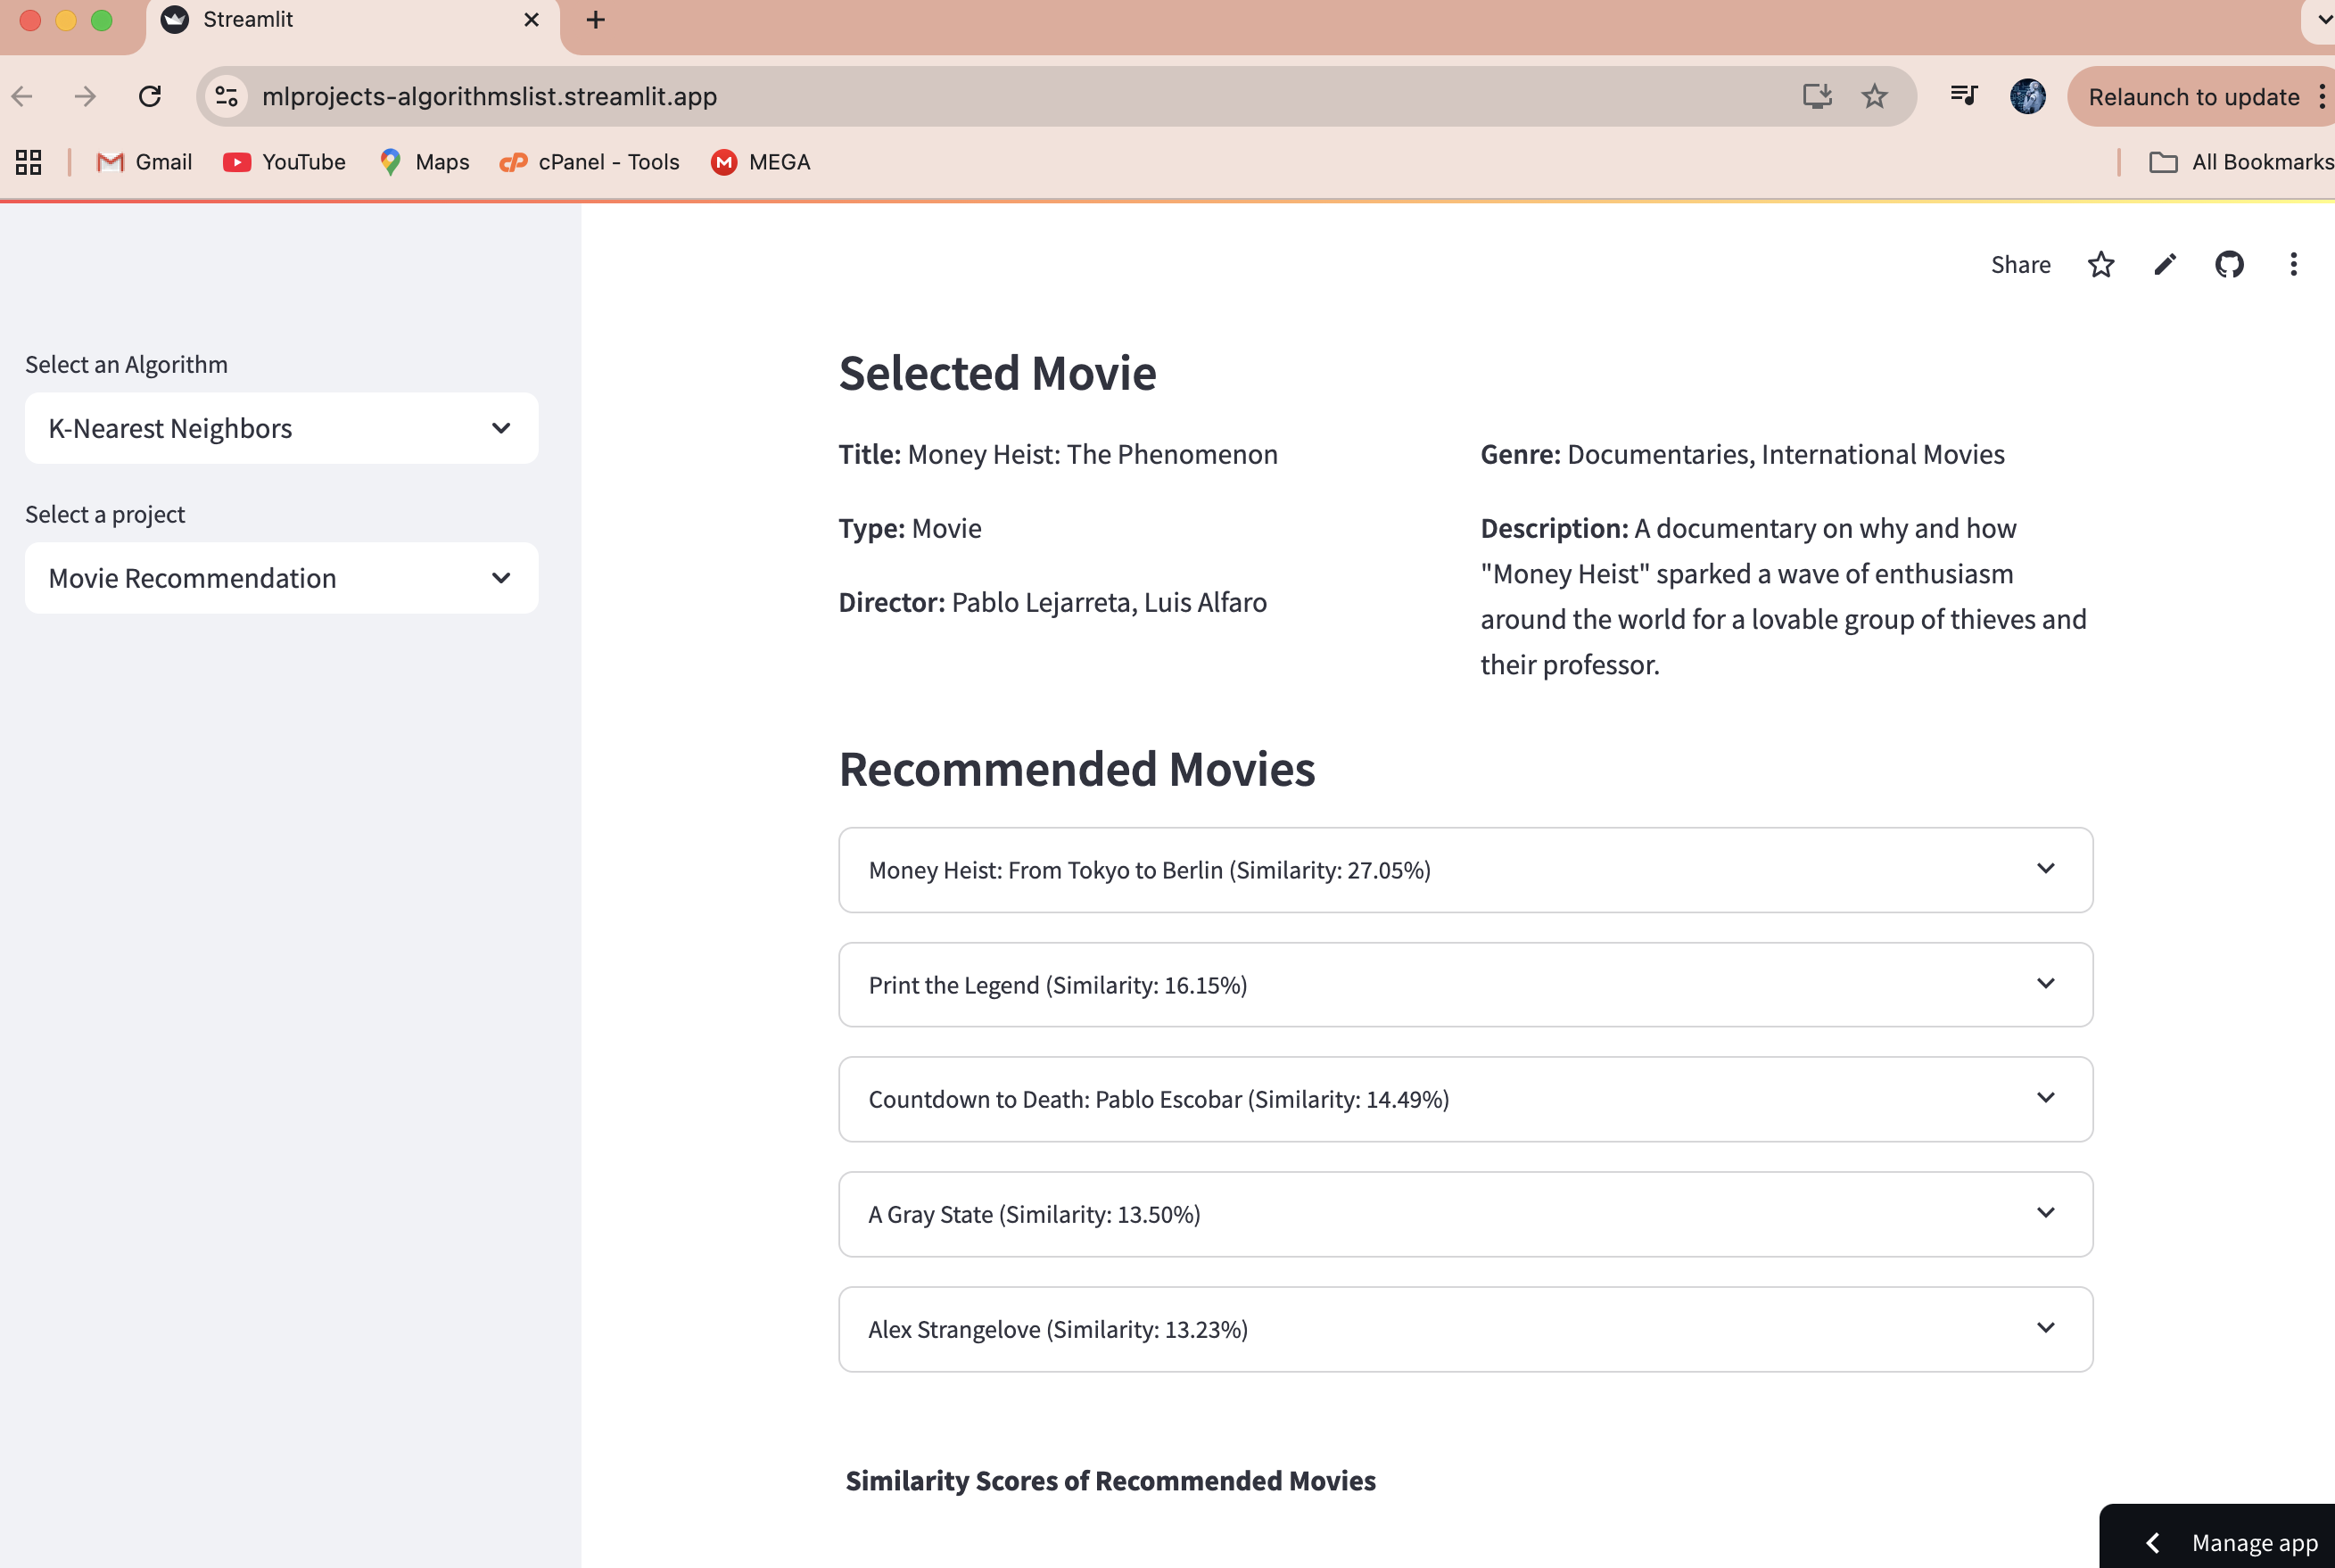 Streamlit
mlprojects-algorithmslist.streamlit.app
Relaunch to update
Gmail
YouTube
Maps
cPanel - Tools
MEGA
All Bookmarks
Share
Select an Algorithm
K-Nearest Neighbors
Select a project
Movie Recommendation
Selected Movie
Title: Money Heist: The Phenomenon
Type: Movie
Director: Pablo Lejarreta, Luis Alfaro
Genre: Documentaries, International Movies
Description: A documentary on why and how
"Money Heist" sparked a wave of enthusiasm
around the world for a lovable group of thieves and
their professor.
Recommended Movies
Money Heist: From Tokyo to Berlin (Similarity: 27.05%)
Print the Legend (Similarity: 16.15%)
Countdown to Death: Pablo Escobar (Similarity: 14.49%)
A Gray State (Similarity: 13.50%)
Alex Strangelove (Similarity: 13.23%)
Similarity Scores of Recommended Movies
Manage app